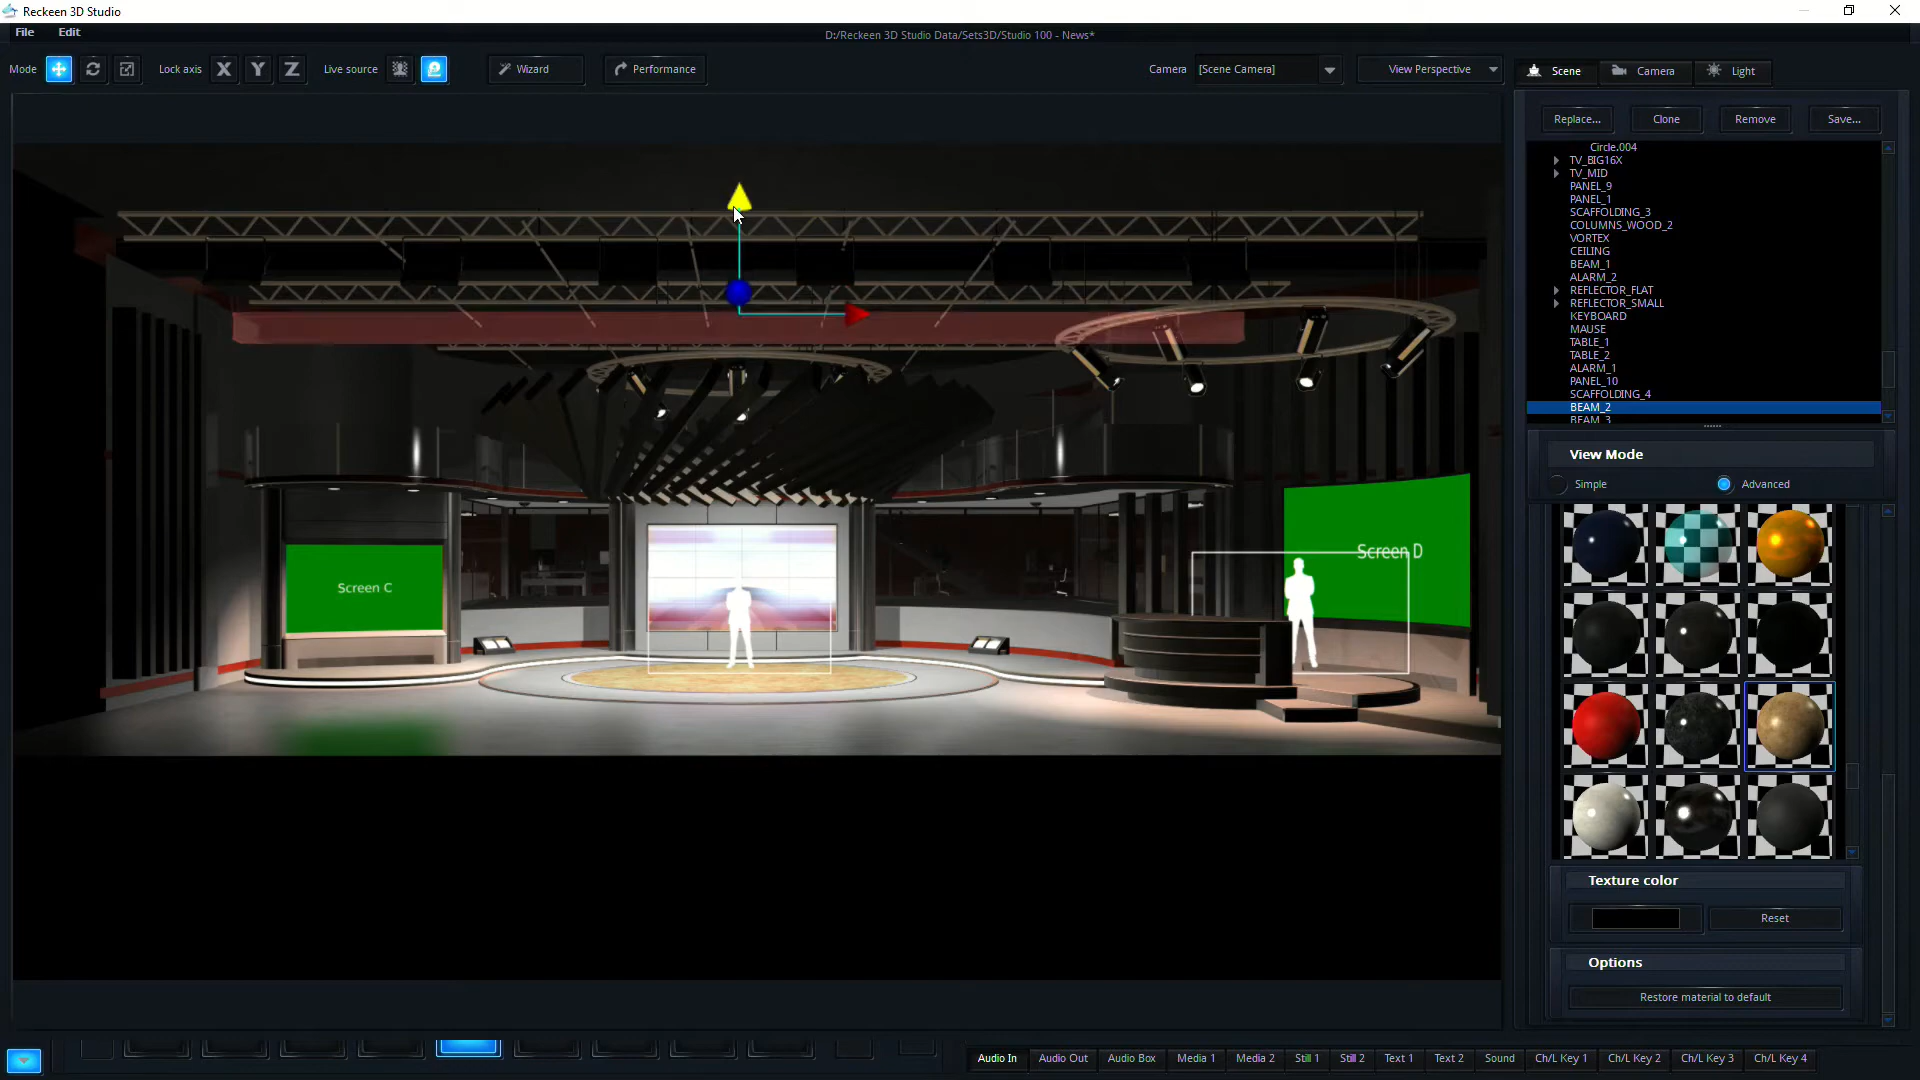 Reckeen 3D Studio
File Edit
D:/Reckeen 3D Studio Data/Sets3D/Studio 100 - News*
Mode Lock axis X Y Z Live source Wizard Performance Camera [Scene Camera] View Perspective Scene Camera Light
Replace... Clone Remove Save...
Circle.004
TV_BIG16X
TV_MID
PANEL_9
PANEL_1
SCAFFOLDING_3
COLUMNS_WOOD_2
VORTEX
CEILING
BEAM_1
ALARM_2
REFLECTOR_FLAT
REFLECTOR_SMALL
KEYBOARD
MAUSE
TABLE_1
TABLE_2
ALARM_1
PANEL_10
SCAFFOLDING_4
BEAM_2
BEAM_3
View Mode
Simple Advanced
Screen D
Screen C
Texture color
Reset
Options
Restore material to default
Audio In Audio Out Audio Box Media 1 Media 2 Still 1 Still 2 Text 1 Text 2 Sound Ch/L Key 1 Ch/L Key 2 Ch/L Key 3 Ch/L Key 4